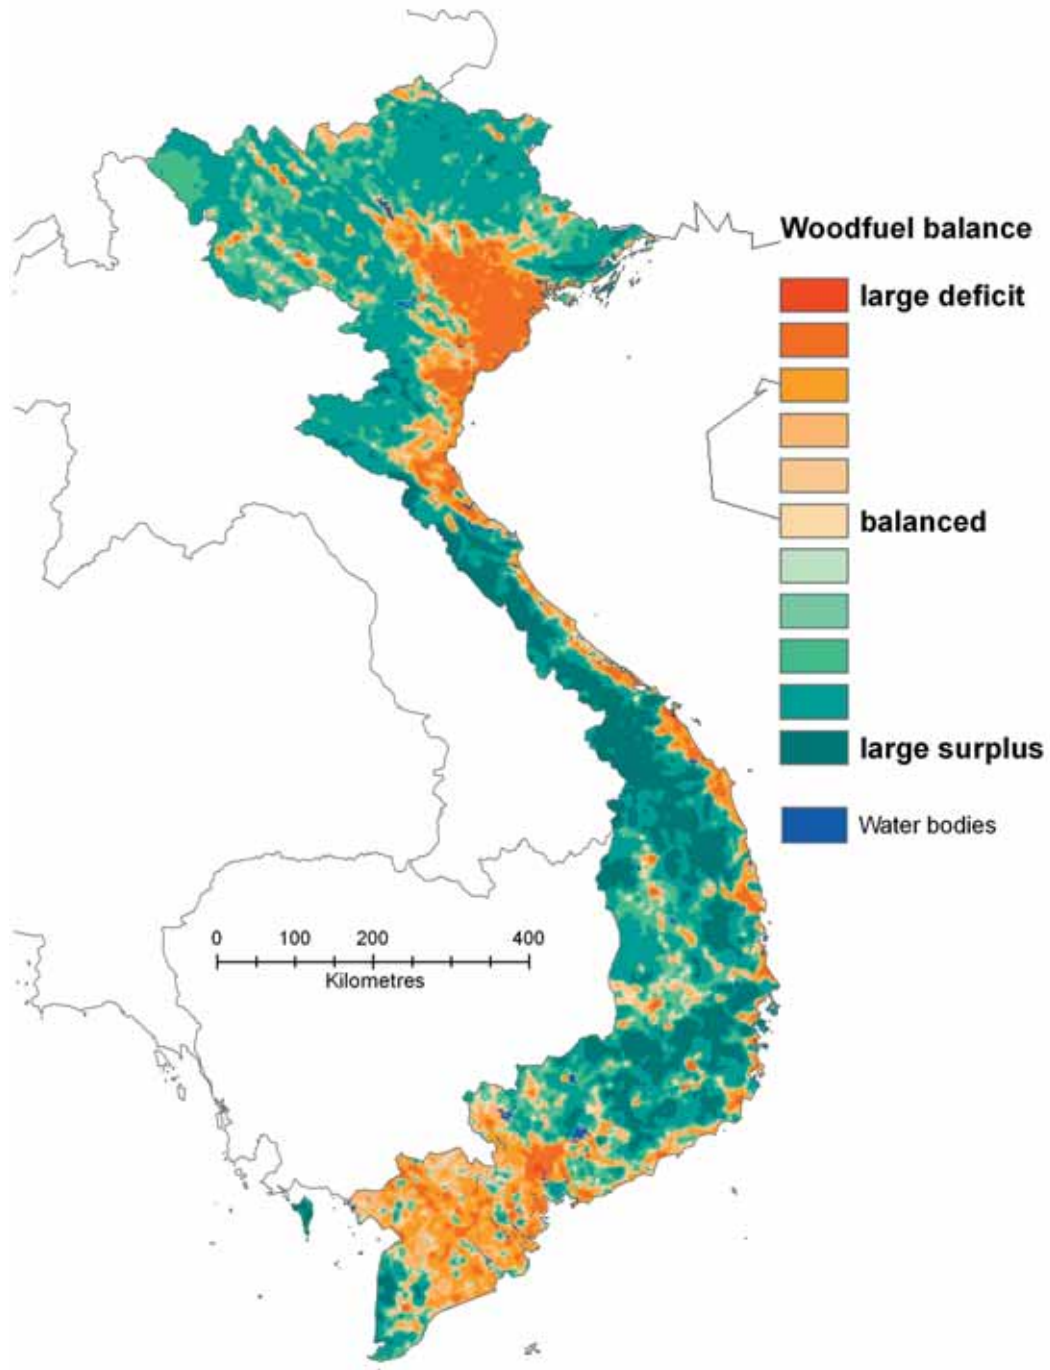 Woodfuel balance
large deficit
balanced
large surplus
Water bodies
0 100 200 400
Kilometres